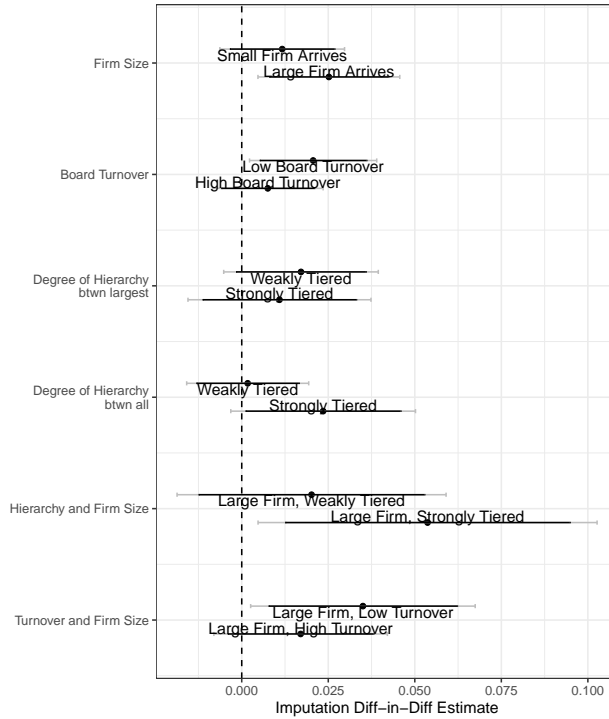 Firm Size
Small Firm Arrives
Large Firm Arrives
Board Turnover
Low Board Turnover
High Board Turnover
Degree of Hierarchy
btwn largest
Weakly Tiered
Strongly Tiered
Degree of Hierarchy
btwn all
Weakly Tiered
Strongly Tiered
Hierarchy and Firm Size
Large Firm, Weakly Tiered
Large Firm, Strongly Tiered
Turnover and Firm Size
Large Firm, Low Turnover
Large Firm, High Turnover
0.000 0.025 0.050 0.075 0.100
Imputation Diff−in−Diff Estimate